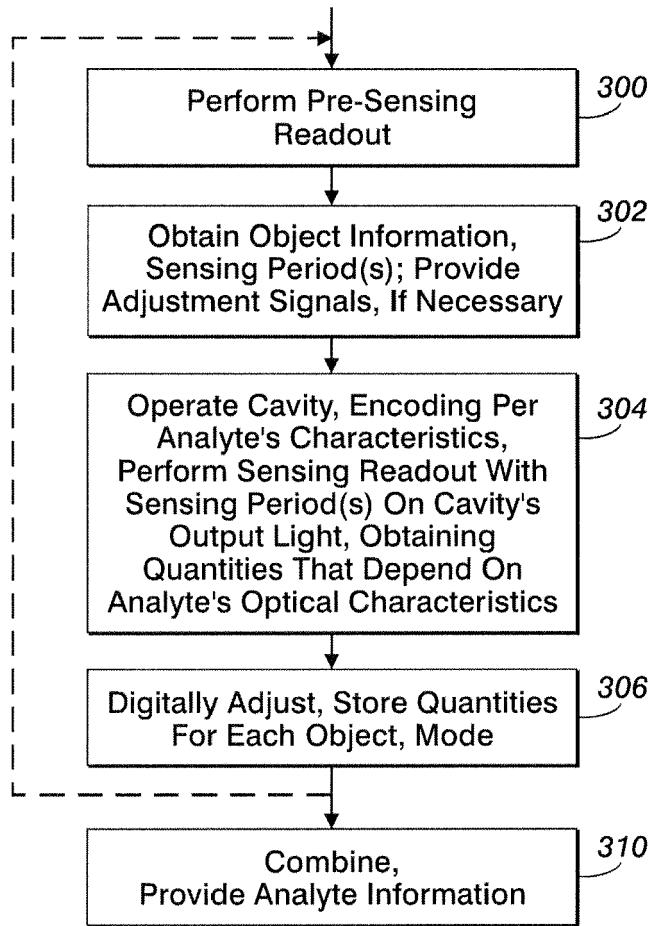 Perform Pre-Sensing
Readout
300
Obtain Object Information,
Sensing Period(s); Provide
Adjustment Signals, If Necessary
302
Operate Cavity, Encoding Per
Analyte's Characteristics,
Perform Sensing Readout With
Sensing Period(s) On Cavity's
Output Light, Obtaining
Quantities That Depend On
Analyte's Optical Characteristics
304
Digitally Adjust, Store Quantities
For Each Object, Mode
306
Combine,
Provide Analyte Information
310